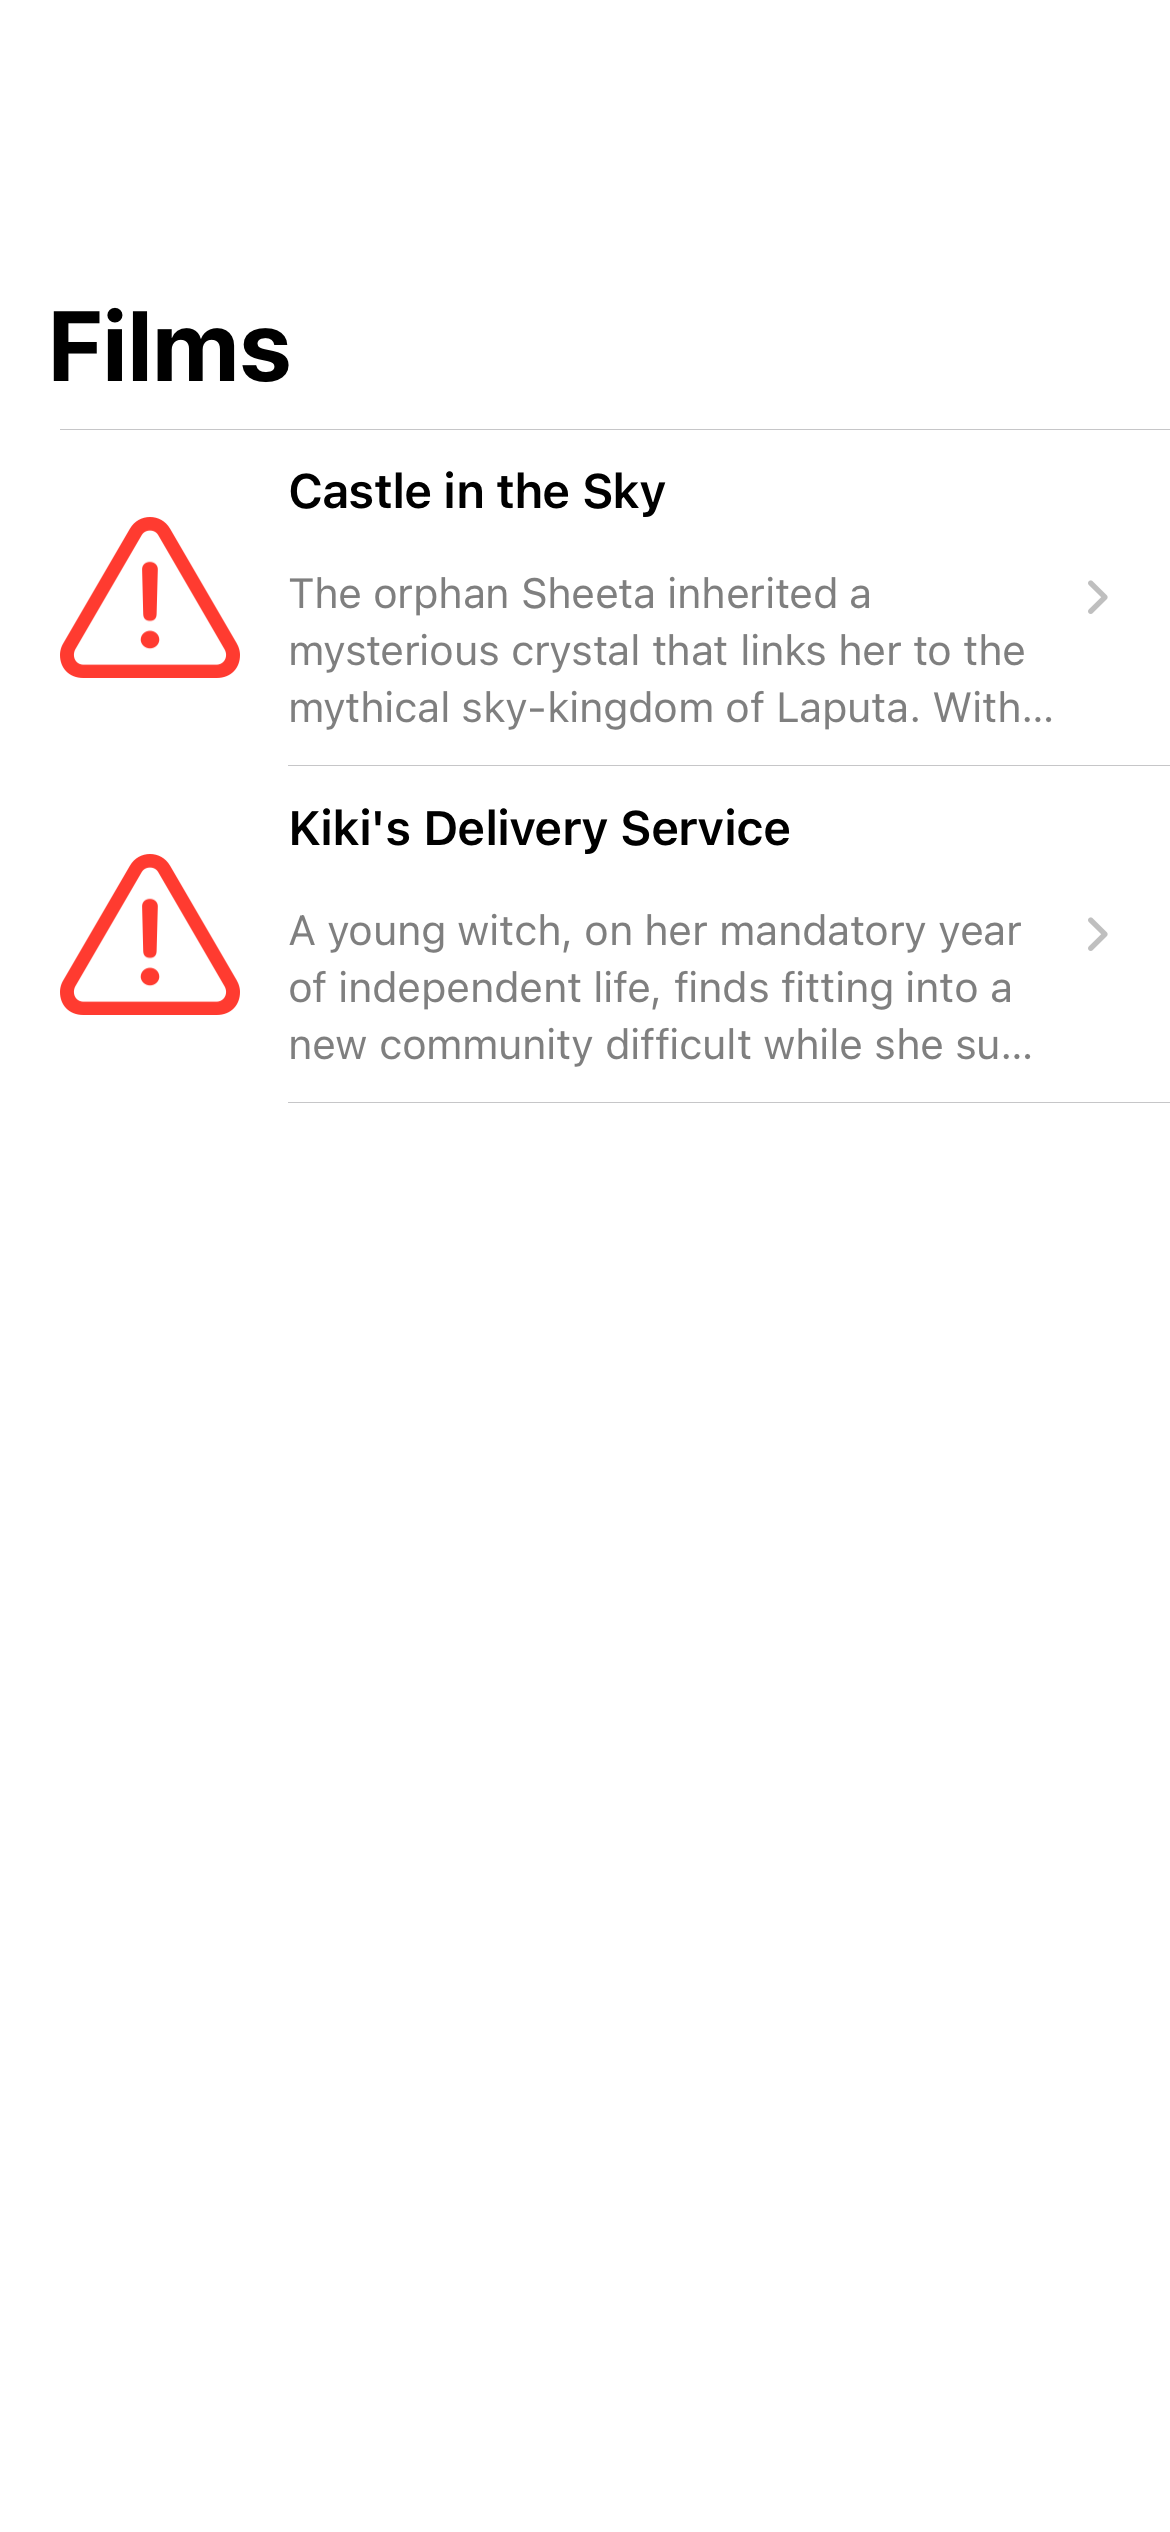 Films
Castle in the Sky
The orphan Sheeta inherited a
mysterious crystal that links her to the
mythical sky-kingdom of Laputa. With...
Kiki's Delivery Service
A young witch, on her mandatory year
of independent life, finds fitting into a
new community difficult while she su...